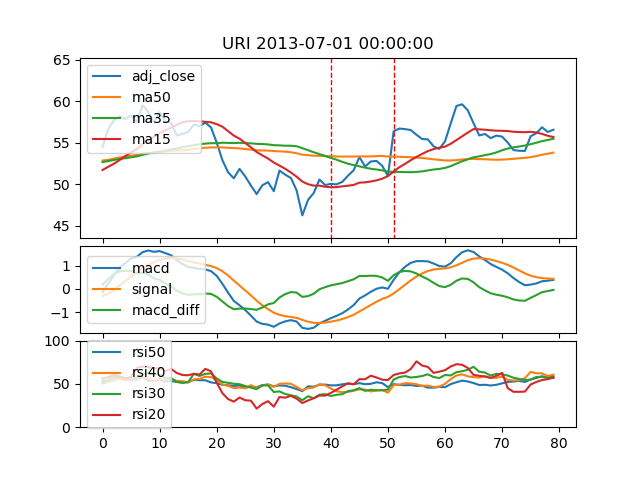 URI 2013-07-01 00:00:00
65
60
55
50
45
adj_close
ma50
ma35
ma15
1
0
−1
macd
signal
macd_diff
100
50
0
rsi50
rsi40
rsi30
rsi20
0 10 20 30 40 50 60 70 80